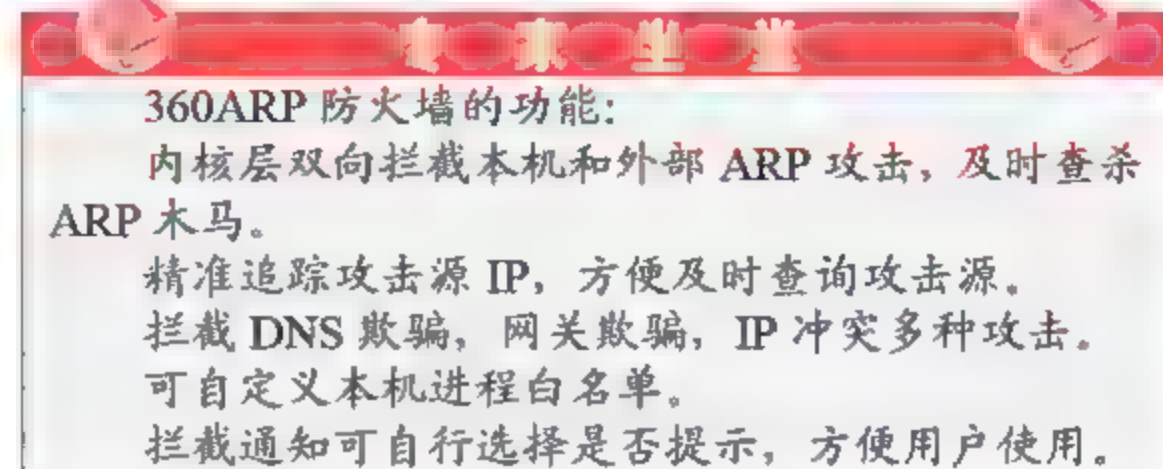 360ARP 防火墙的功能:
内核层双向拦截本机和外部 ARP 攻击，及时查杀
ARP 木马。
精准追踪攻击源 IP，方便及时查询攻击源。
拦截 DNS 欺骗，网关欺骗，IP 冲突多种攻击。
可自定义本机进程白名单。
拦截通知可自行选择是否提示，方便用户使用。